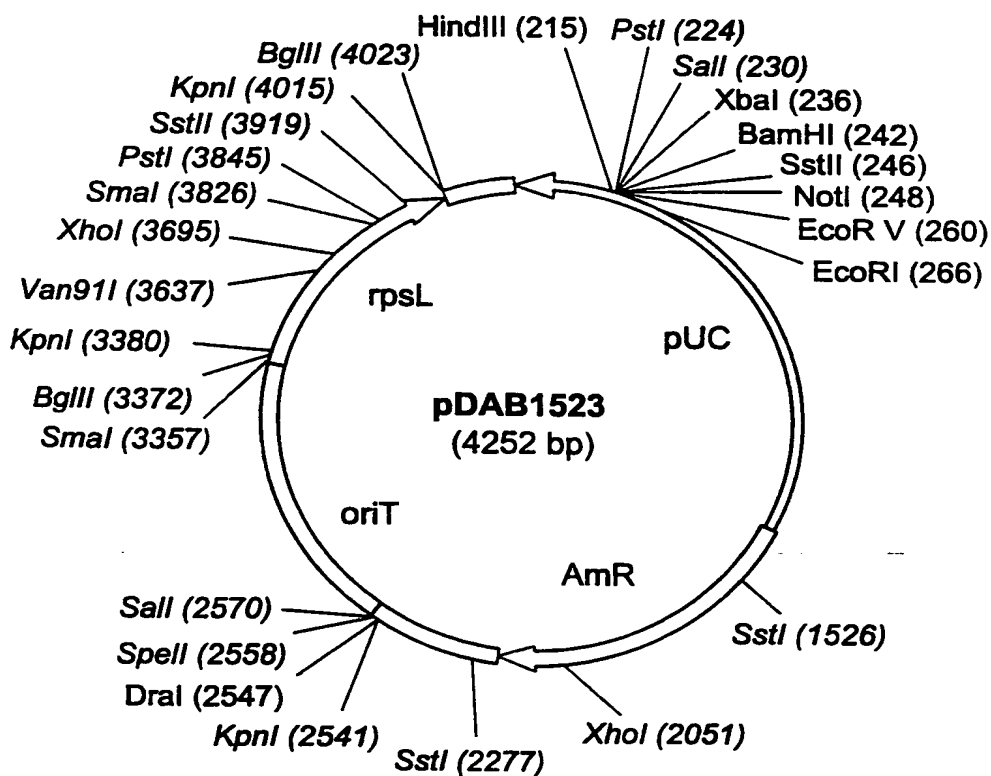 HindIII (215)
PstI (224)
SalI (230)
XbaI (236)
BamHI (242)
SstII (246)
NotI (248)
EcoR V (260)
EcoRI (266)
BglII (4023)
KpnI (4015)
SstII (3919)
PstI (3845)
SmaI (3826)
XhoI (3695)
Van91I (3637)
KpnI (3380)
BglII (3372)
SmaI (3357)
rpsL
pUC
pDAB1523
(4252 bp)
oriT
AmR
SalI (2570)
SpeII (2558)
DraI (2547)
KpnI (2541)
SstI (2277)
XhoI (2051)
SstI (1526)